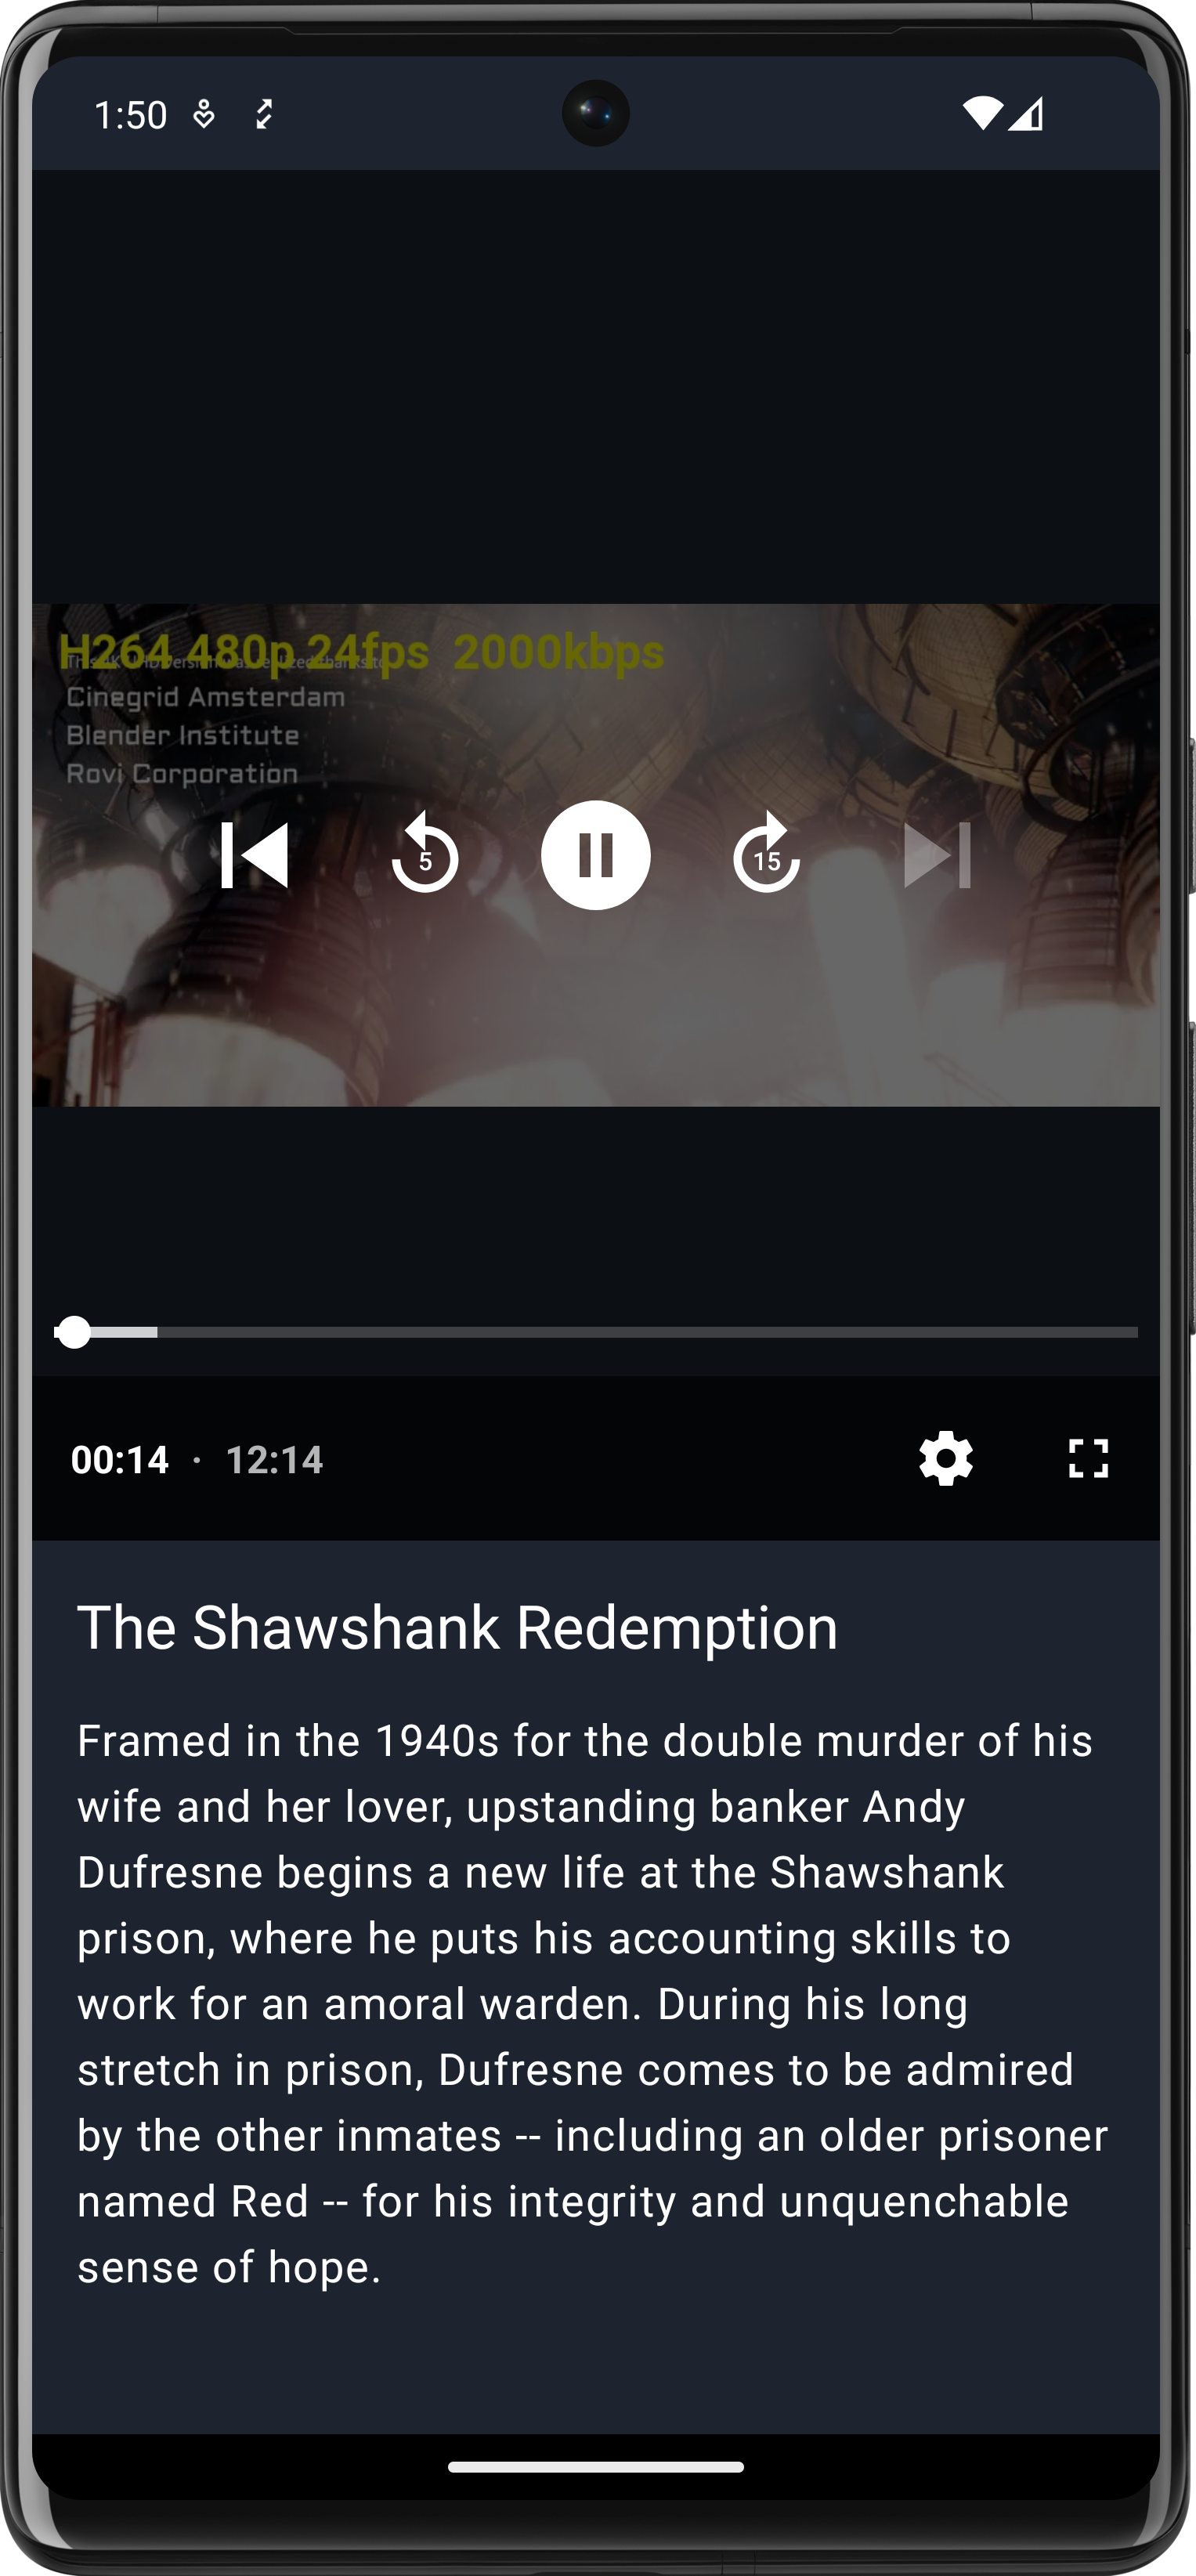 1:50
H264 480p 24fps 2000kbps
Cinegrid Amsterdam
Blender Institute
Rovi Corporation
5
15
00:14 · 12:14
The Shawshank Redemption
Framed in the 1940s for the double murder of his
wife and her lover, upstanding banker Andy
Dufresne begins a new life at the Shawshank
prison, where he puts his accounting skills to
work for an amoral warden. During his long
stretch in prison, Dufresne comes to be admired
by the other inmates -- including an older prisoner
named Red -- for his integrity and unquenchable
sense of hope.